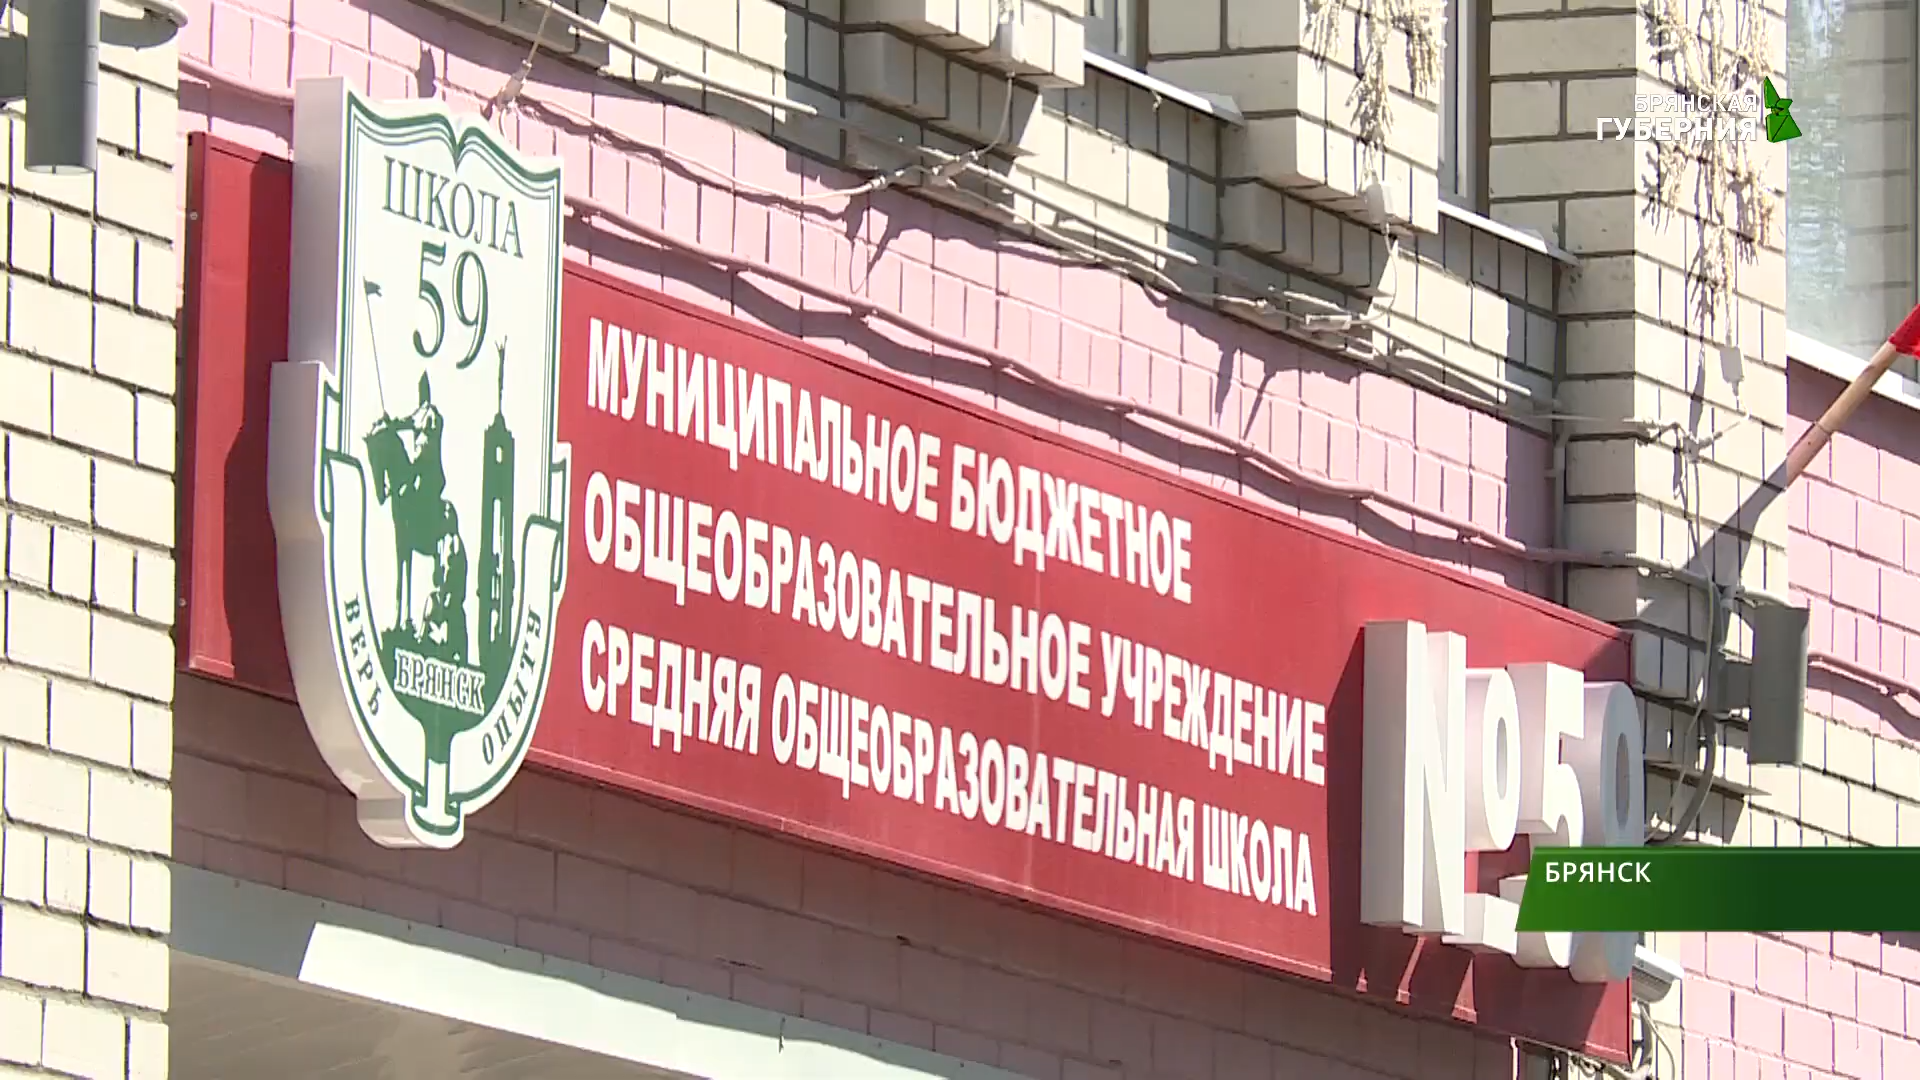 БРЯНСКАЯ
ГУБЕРНИЯ
ШКОЛА
59
БРЯНСК
ВЕРЬ ОПЫТУ
МУНИЦИПАЛЬНОЕ БЮДЖЕТНОЕ
ОБЩЕОБРАЗОВАТЕЛЬНОЕ УЧРЕЖДЕНИЕ
СРЕДНЯЯ ОБЩЕОБРАЗОВАТЕЛЬНАЯ ШКОЛА
№59
БРЯНСК